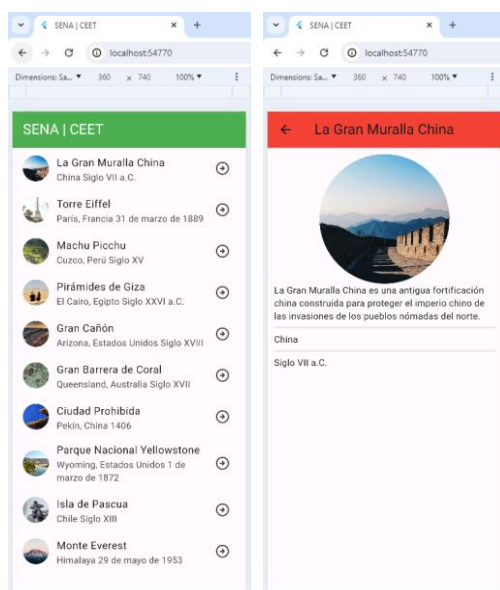 SENA | CEET
localhost:54770
Dimensions: Sa... 360 x 740 100%
SENA | CEET
La Gran Muralla China
China Siglo VII a.C.
Torre Eiffel
París, Francia 31 de marzo de 1889
Machu Picchu
Cuzco, Perú Siglo XV
Pirámides de Giza
El Cairo, Egipto Siglo XXVI a.C.
Gran Cañón
Arizona, Estados Unidos Siglo XVIII
Gran Barrera de Coral
Queensland, Australia Siglo XVII
Ciudad Prohibida
Pekín, China 1406
Parque Nacional Yellowstone
Wyoming, Estados Unidos 1 de
marzo de 1872
Isla de Pascua
Chile Siglo XIII
Monte Everest
Himalaya 29 de mayo de 1953
SENA | CEET
localhost:54770
Dimensions: Sa... 360 x 740 100%
La Gran Muralla China
La Gran Muralla China es una antigua fortificación
china construida para proteger el imperio chino de
las invasiones de los pueblos nómadas del norte.
China
Siglo VII a.C.